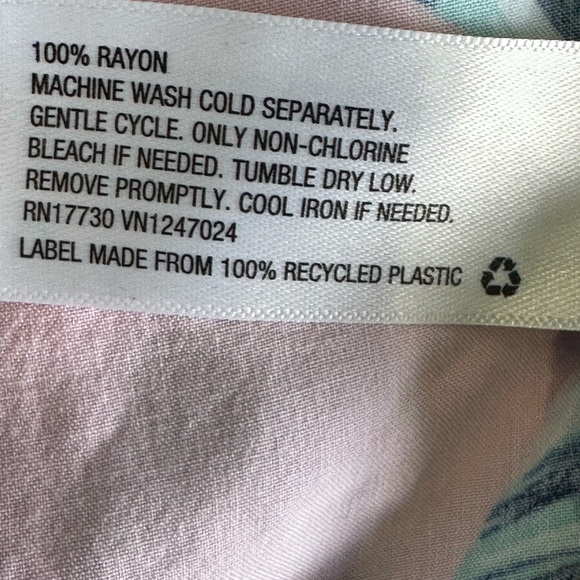 100% RAYON
MACHINE WASH COLD SEPARATELY.
GENTLE CYCLE. ONLY NON-CHLORINE
BLEACH IF NEEDED. TUMBLE DRY LOW.
REMOVE PROMPTLY. COOL IRON IF NEEDED.
RN17730 VN1247024
LABEL MADE FROM 100% RECYCLED PLASTIC